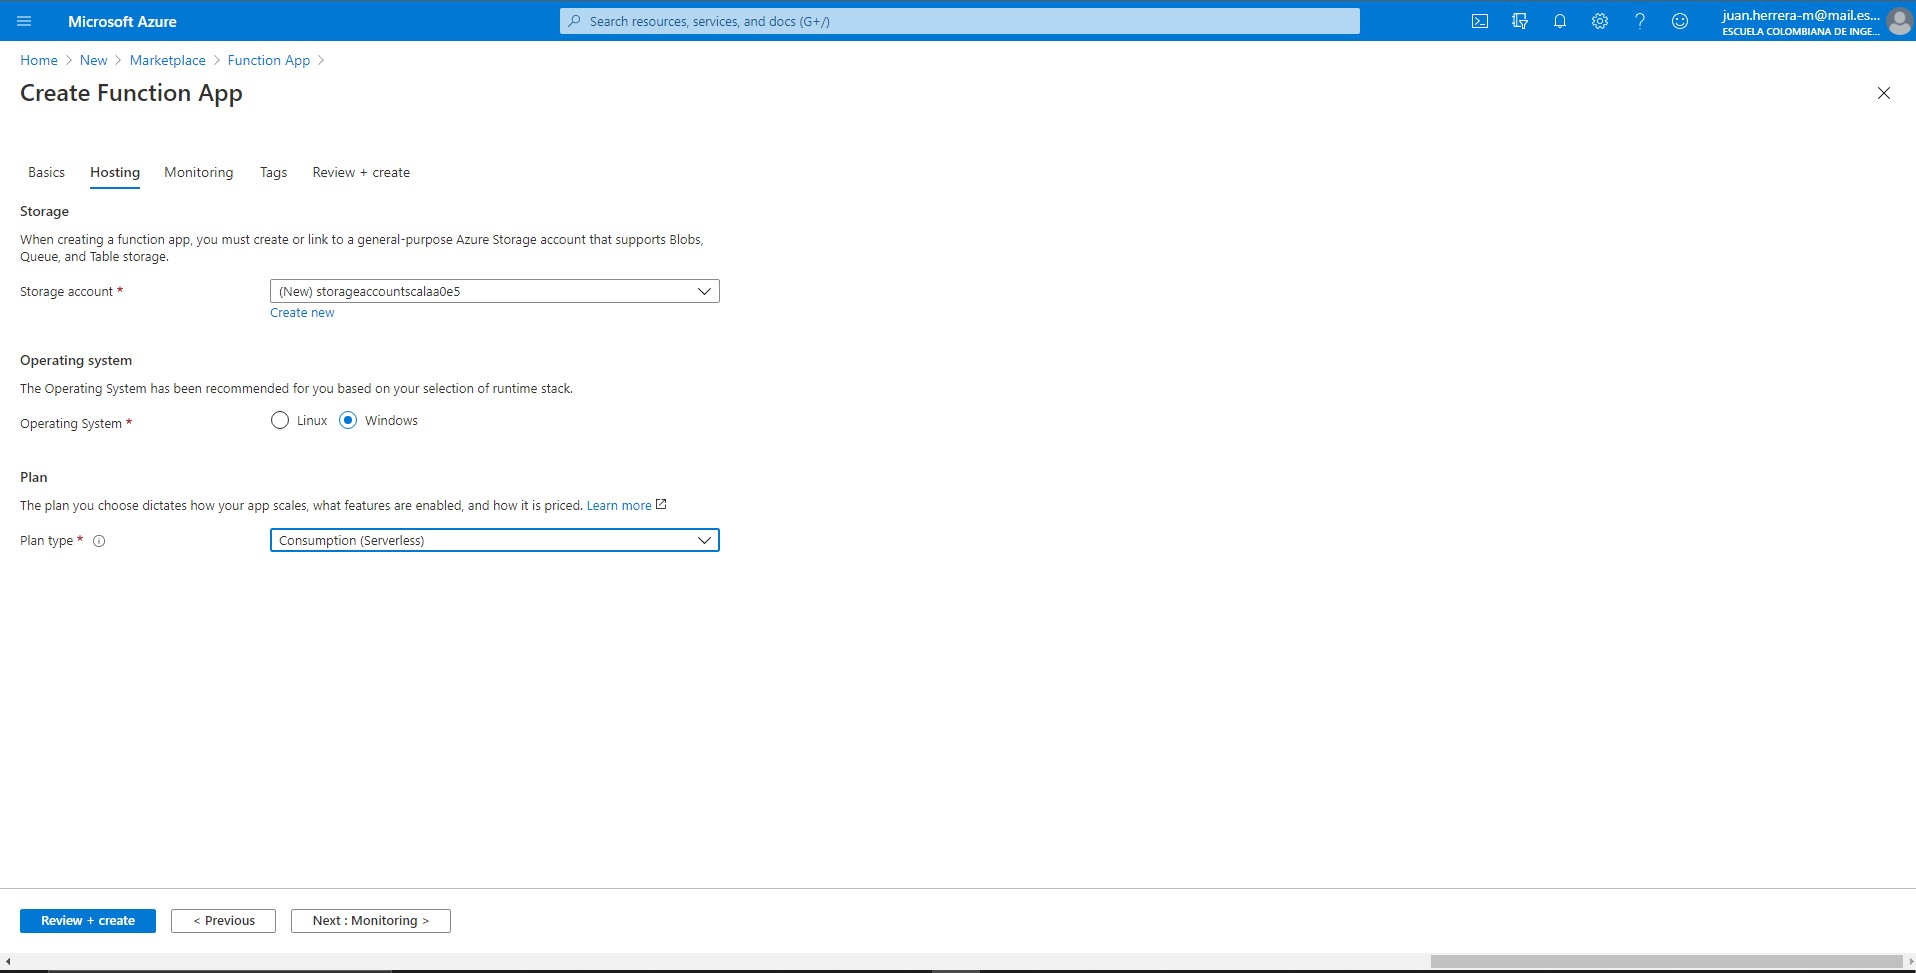 Microsoft Azure
Search resources, services, and docs (G+/)
juan.herrera-m@mail.es...
ESCUELA COLOMBIANA DE INGE...
Home > New > Marketplace > Function App >
Create Function App
Basics Hosting Monitoring Tags Review + create
Storage
When creating a function app, you must create or link to a general-purpose Azure Storage account that supports Blobs,
Queue, and Table storage.
Storage account * (New) storageaccountscalaa0e5
Create new
Operating system
The Operating System has been recommended for you based on your selection of runtime stack.
Operating System * Linux Windows
Plan
The plan you choose dictates how your app scales, what features are enabled, and how it is priced. Learn more
Plan type * Consumption (Serverless)
Review + create < Previous Next : Monitoring >